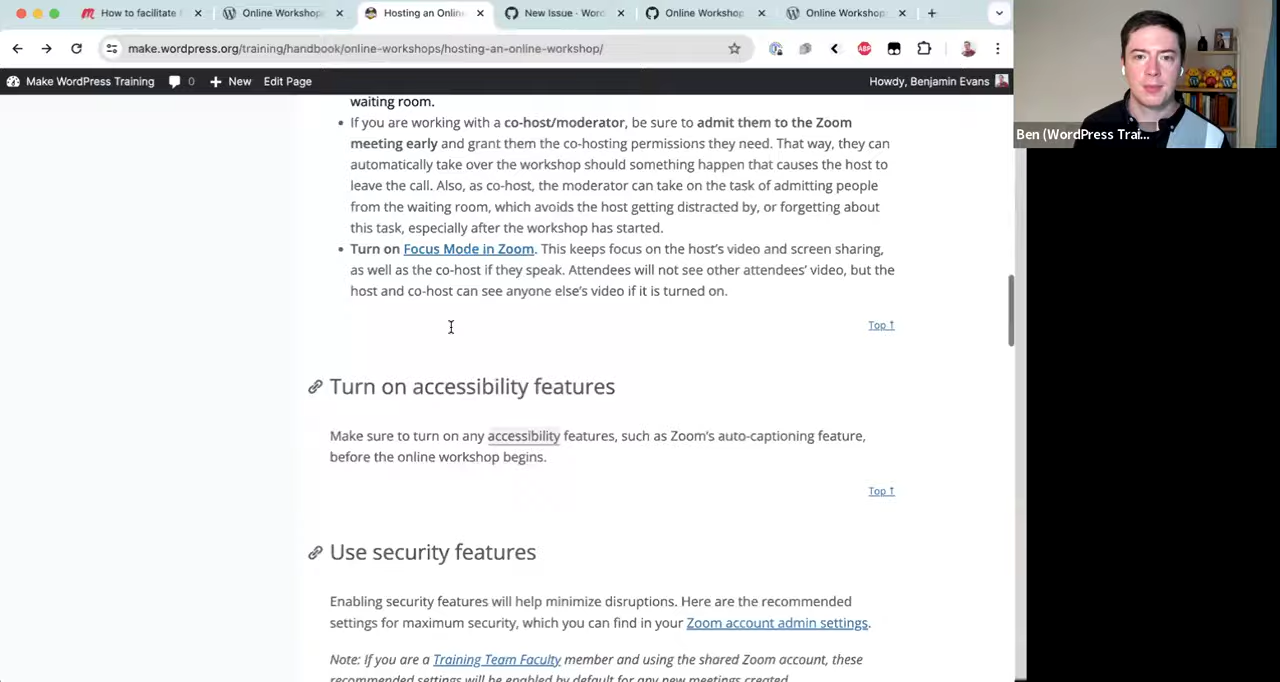 How to facilitate
Online Workshop
Hosting an Onlin
New Issue · Word
Online Workshop
Online Workshop
make.wordpress.org/training/handbook/online-workshops/hosting-an-online-workshop/
ABP
Make WordPress Training
0
New
Edit Page
Howdy, Benjamin Evans
Ben (WordPress Trai...
waiting room.
If you are working with a co-host/moderator, be sure to admit them to the Zoom
meeting early and grant them the co-hosting permissions they need. That way, they can
automatically take over the workshop should something happen that causes the host to
leave the call. Also, as co-host, the moderator can take on the task of admitting people
from the waiting room, which avoids the host getting distracted by, or forgetting about
this task, especially after the workshop has started.
Turn on Focus Mode in Zoom. This keeps focus on the host's video and screen sharing,
as well as the co-host if they speak. Attendees will not see other attendees' video, but the
host and co-host can see anyone else's video if it is turned on.
Top ↑
Turn on accessibility features
Make sure to turn on any accessibility features, such as Zoom's auto-captioning feature,
before the online workshop begins.
Top ↑
Use security features
Enabling security features will help minimize disruptions. Here are the recommended
settings for maximum security, which you can find in your Zoom account admin settings.
Note: If you are a Training Team Faculty member and using the shared Zoom account, these
recommended settings will be enabled by default for any new meetings created